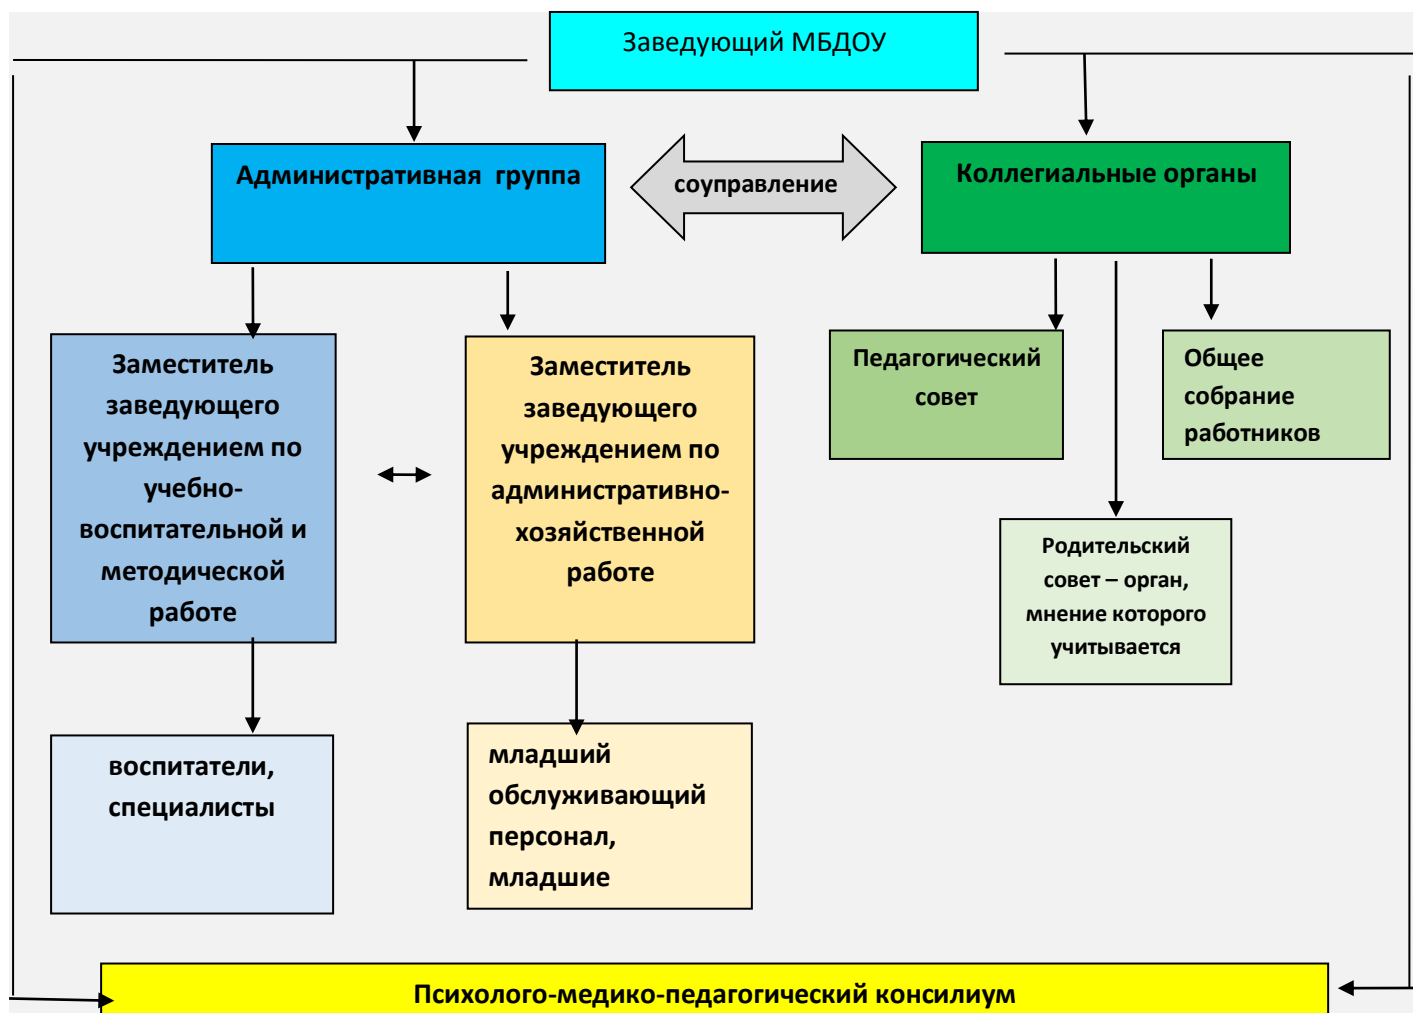 Заведующий МБДОУ
Административная группа
соуправление
Коллегиальные органы
Заместитель
заведующего
учреждением по
учебно-
воспитательной и
методической
работе
Заместитель
заведующего
учреждением по
административно-
хозяйственной
работе
Педагогический
совет
Общее
собрание
работников
Родительский
совет – орган,
мнение которого
учитывается
воспитатели,
специалисты
младший
обслуживающий
персонал,
младшие
Психолого-медико-педагогический консилиум